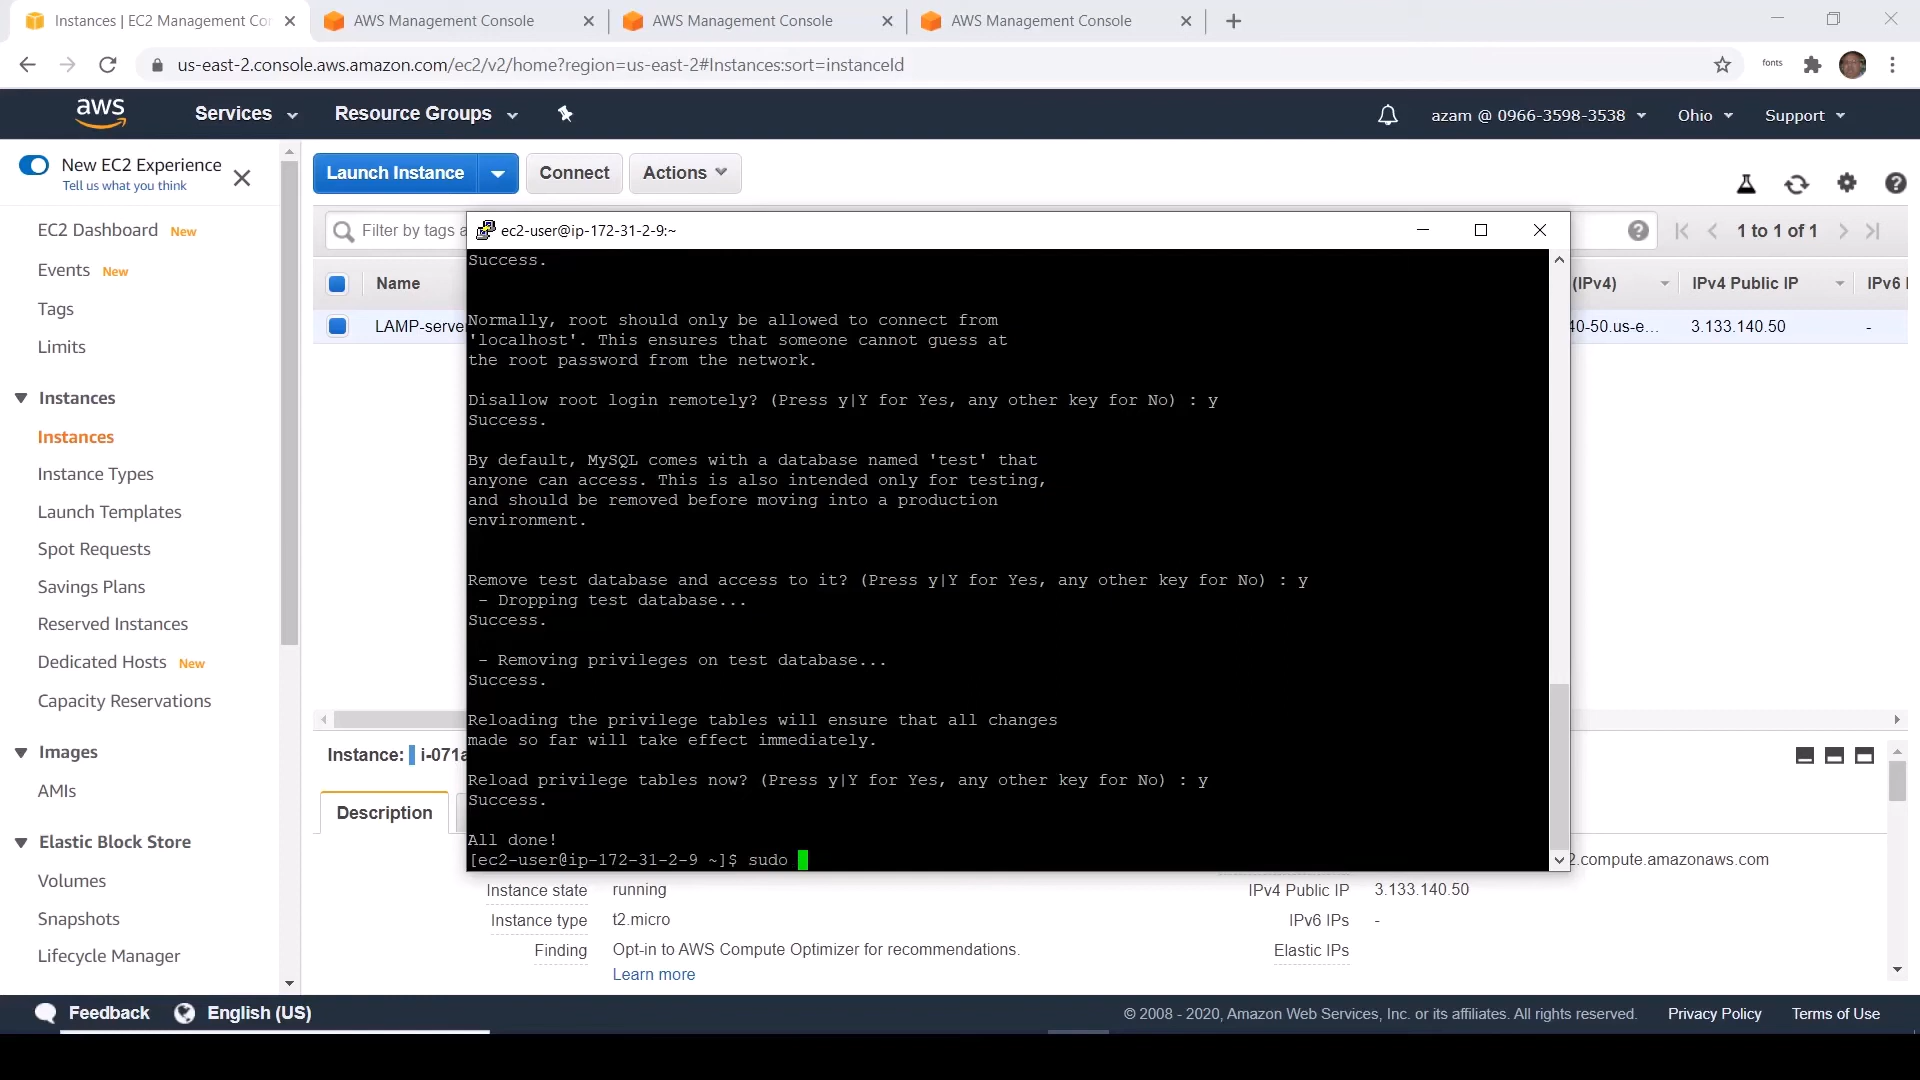 Instances | EC2 Management Con
AWS Management Console
AWS Management Console
AWS Management Console
us-east-2.console.aws.amazon.com/ec2/v2/home?region=us-east-2#Instances:sort=instanceId
fonts
aws
Services
Resource Groups
azam @ 0966-3598-3538
Ohio
Support
New EC2 Experience
Tell us what you think
EC2 Dashboard New
Events New
Tags
Limits
Instances
Instances
Instance Types
Launch Templates
Spot Requests
Savings Plans
Reserved Instances
Dedicated Hosts New
Capacity Reservations
Images
AMIs
Elastic Block Store
Volumes
Snapshots
Lifecycle Manager
Launch Instance
Connect
Actions
Filter by tags
1 to 1 of 1
Name
(IPv4)
IPv4 Public IP
IPv6
LAMP-serve
40-50.us-e...
3.133.140.50
-
ec2-user@ip-172-31-2-9:~
Success.
Normally, root should only be allowed to connect from
'localhost'. This ensures that someone cannot guess at
the root password from the network.
Disallow root login remotely? (Press y|Y for Yes, any other key for No) : y
Success.
By default, MySQL comes with a database named 'test' that
anyone can access. This is also intended only for testing,
and should be removed before moving into a production
environment.
Remove test database and access to it? (Press y|Y for Yes, any other key for No) : y
- Dropping test database...
Success.
- Removing privileges on test database...
Success.
Reloading the privilege tables will ensure that all changes
made so far will take effect immediately.
Reload privilege tables now? (Press y|Y for Yes, any other key for No) : y
Success.
All done!
[ec2-user@ip-172-31-2-9 ~]$ sudo
Instance: i-071a
Description
2.compute.amazonaws.com
Instance state
running
IPv4 Public IP
3.133.140.50
Instance type
t2.micro
IPv6 IPs
-
Finding
Opt-in to AWS Compute Optimizer for recommendations.
Learn more
Elastic IPs
Feedback
English (US)
© 2008 - 2020, Amazon Web Services, Inc. or its affiliates. All rights reserved.
Privacy Policy
Terms of Use